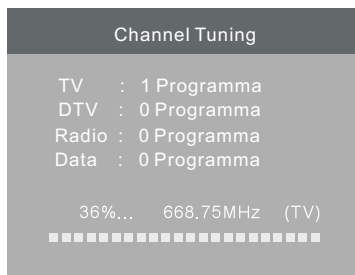 Channel Tuning
TV : 1 Programma
DTV : 0 Programma
Radio : 0 Programma
Data : 0 Programma
36%... 668.75MHz (TV)